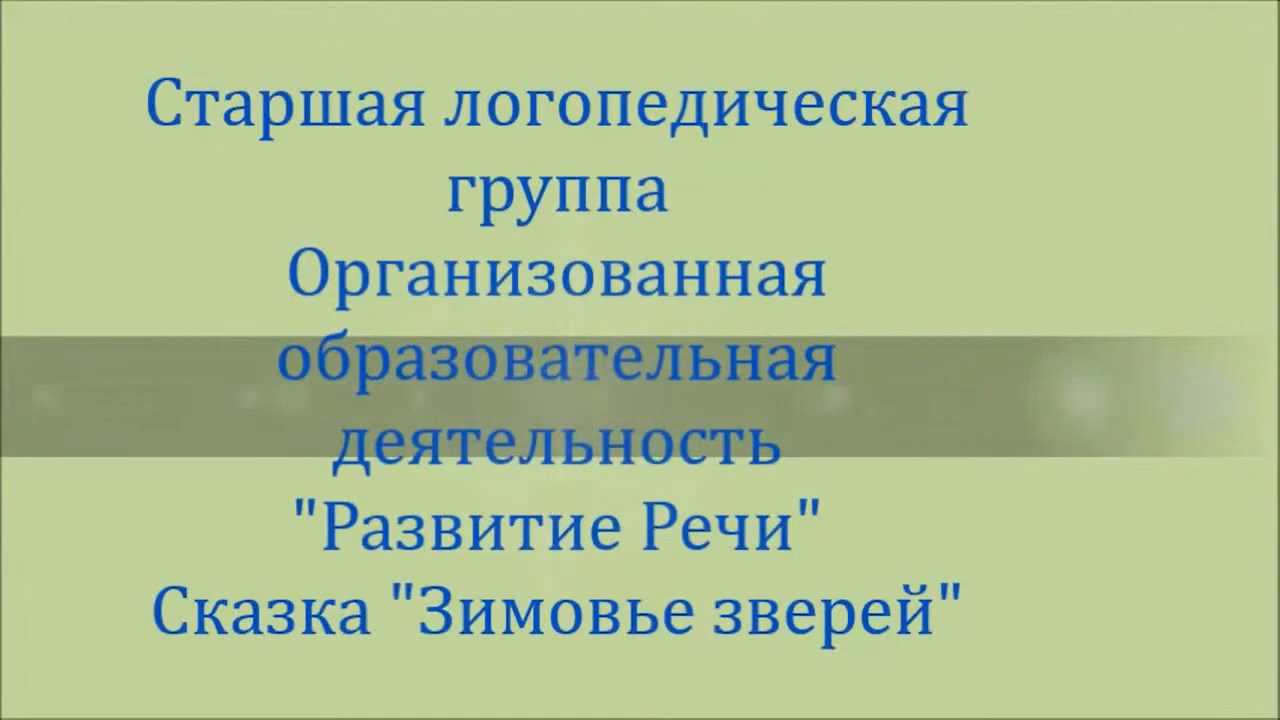 Старшая логопедическая
группа
Организованная
образовательная
деятельность
"Развитие Речи"
Сказка "Зимовье зверей"